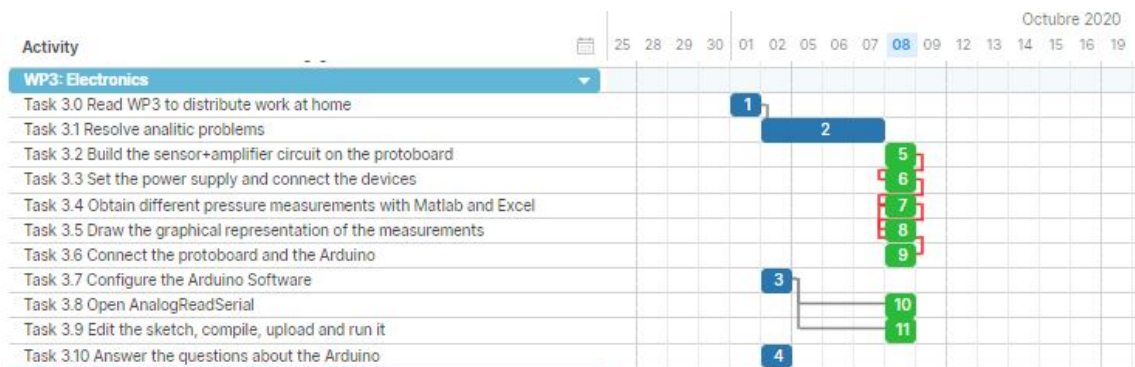 Octubre 2020
Activity 25 28 29 30 01 02 05 06 07 08 09 12 13 14 15 16 19
WP3: Electronics
Task 3.0 Read WP3 to distribute work at home 1
Task 3.1 Resolve analitic problems 2
Task 3.2 Build the sensor+amplifier circuit on the protoboard 5
Task 3.3 Set the power supply and connect the devices 6
Task 3.4 Obtain different pressure measurements with Matlab and Excel 7
Task 3.5 Draw the graphical representation of the measurements 8
Task 3.6 Connect the protoboard and the Arduino 9
Task 3.7 Configure the Arduino Software 3
Task 3.8 Open AnalogReadSerial 10
Task 3.9 Edit the sketch, compile, upload and run it 11
Task 3.10 Answer the questions about the Arduino 4